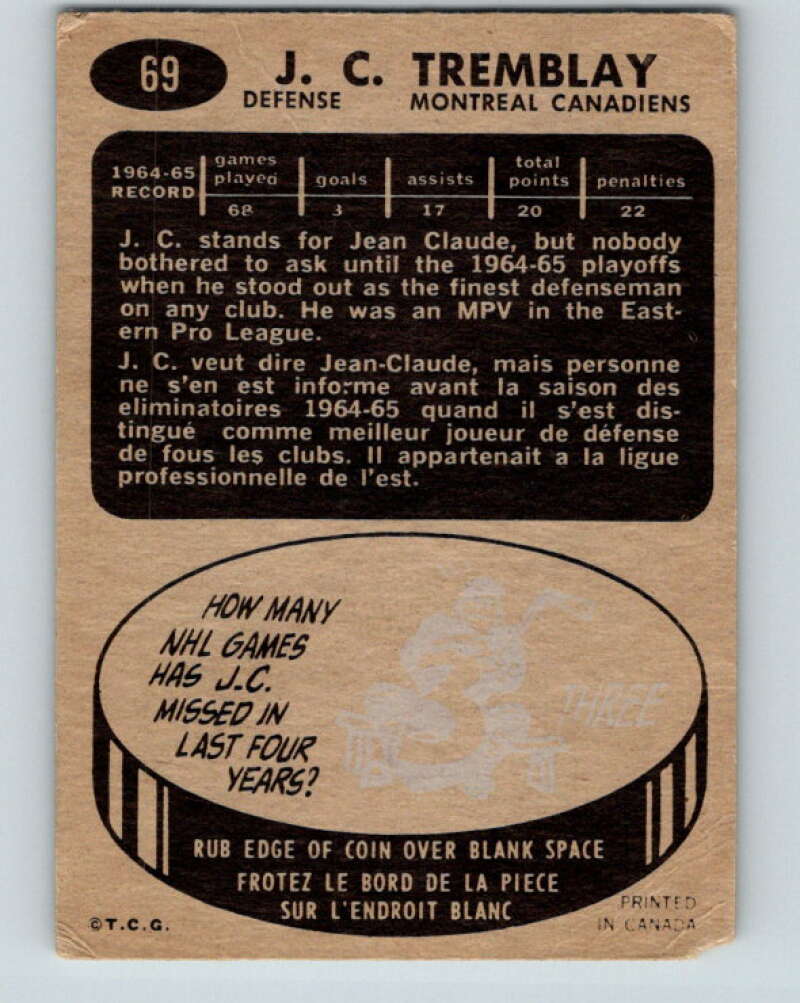 69
J. C. TREMBLAY
DEFENSE MONTREAL CANADIENS
1964-65 RECORD
games played goals assists total points penalties
68 3 17 20 22
J. C. stands for Jean Claude, but nobody
bothered to ask until the 1964-65 playoffs
when he stood out as the finest defenseman
on any club. He was an MPV in the East-
ern Pro League.
J. C. veut dire Jean-Claude, mais personne
ne s'en est informe avant la saison des
eliminatoires 1964-65 quand il s'est dis-
tingué comme meilleur joueur de défense
de fous les clubs. Il appartenait a la ligue
professionnelle de l'est.
HOW MANY
NHL GAMES
HAS J.C.
MISSED IN
LAST FOUR
YEARS?
THREE
RUB EDGE OF COIN OVER BLANK SPACE
FROTEZ LE BORD DE LA PIECE
SUR L'ENDROIT BLANC
©T.C.G.
PRINTED
IN CANADA